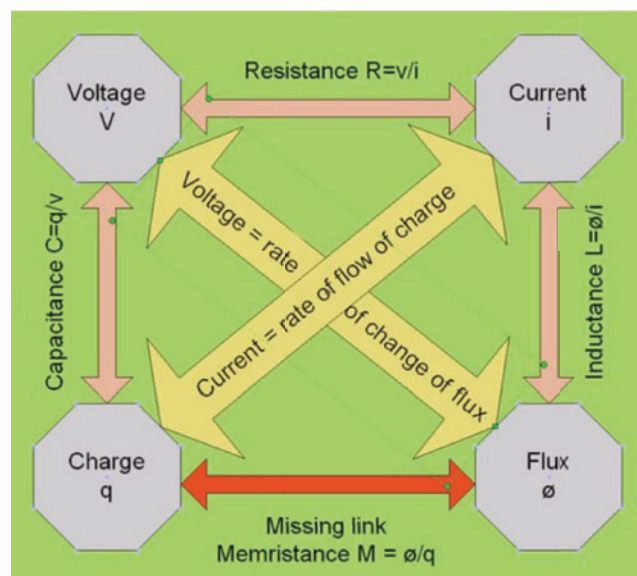 Resistance R=v/i
Voltage
V
Current
i
Voltage = rate
of change of flux
Current = rate of flow of charge
Capacitance C=q/v
Inductance L=ø/i
Charge
q
Flux
ø
Missing link
Memristance M = ø/q